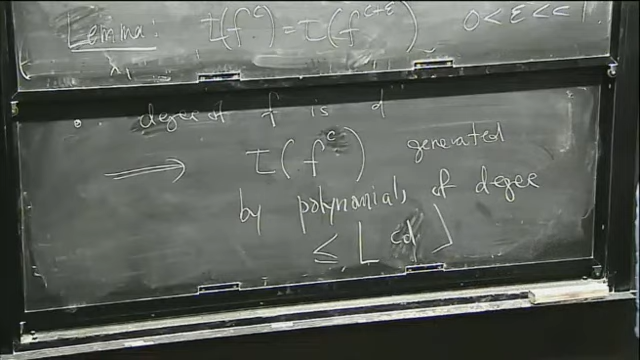 Lemma: τ(f^c) = τ(f^{c+ε}) 0 < ε << 1.
• degree of f is d
⟶ τ(f^c) generated
by polynomials of degree
≤ ⌊cd⌋